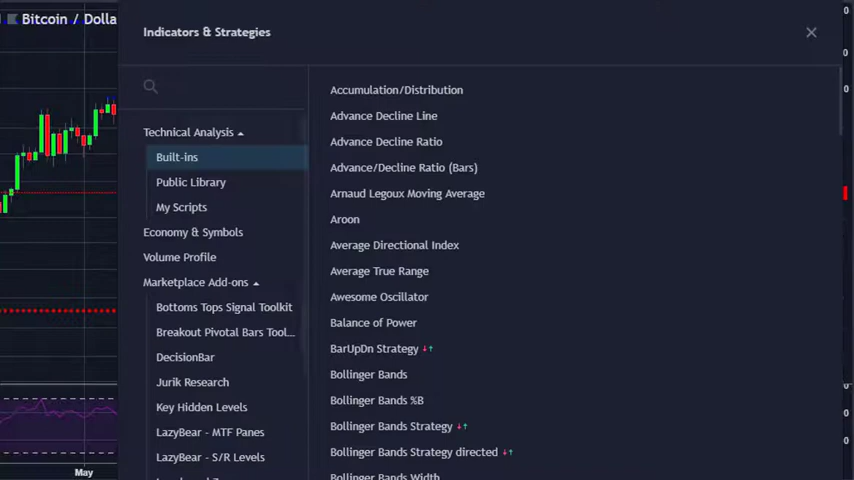 Bitcoin / Dolla
Indicators & Strategies
Technical Analysis
Built-ins
Public Library
My Scripts
Economy & Symbols
Volume Profile
Marketplace Add-ons
Bottoms Tops Signal Toolkit
Breakout Pivotal Bars Tool...
DecisionBar
Jurik Research
Key Hidden Levels
LazyBear - MTF Panes
LazyBear - S/R Levels
Accumulation/Distribution
Advance Decline Line
Advance Decline Ratio
Advance/Decline Ratio (Bars)
Arnaud Legoux Moving Average
Aroon
Average Directional Index
Average True Range
Awesome Oscillator
Balance of Power
BarUpDn Strategy
Bollinger Bands
Bollinger Bands %B
Bollinger Bands Strategy
Bollinger Bands Strategy directed
Bollinger Bands Width
May